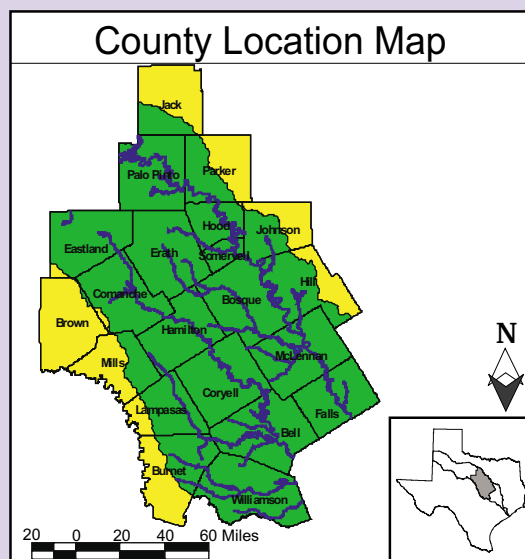 County Location Map
Jack
Palo Pinto
Parker
Hood
Johnson
Eastland
Erath
Somervell
Hill
Comanche
Bosque
Brown
Hamilton
McLennan
Mills
Coryell
Lampasas
Falls
Bell
Burnet
Williamson
N
20 0 20 40 60 Miles